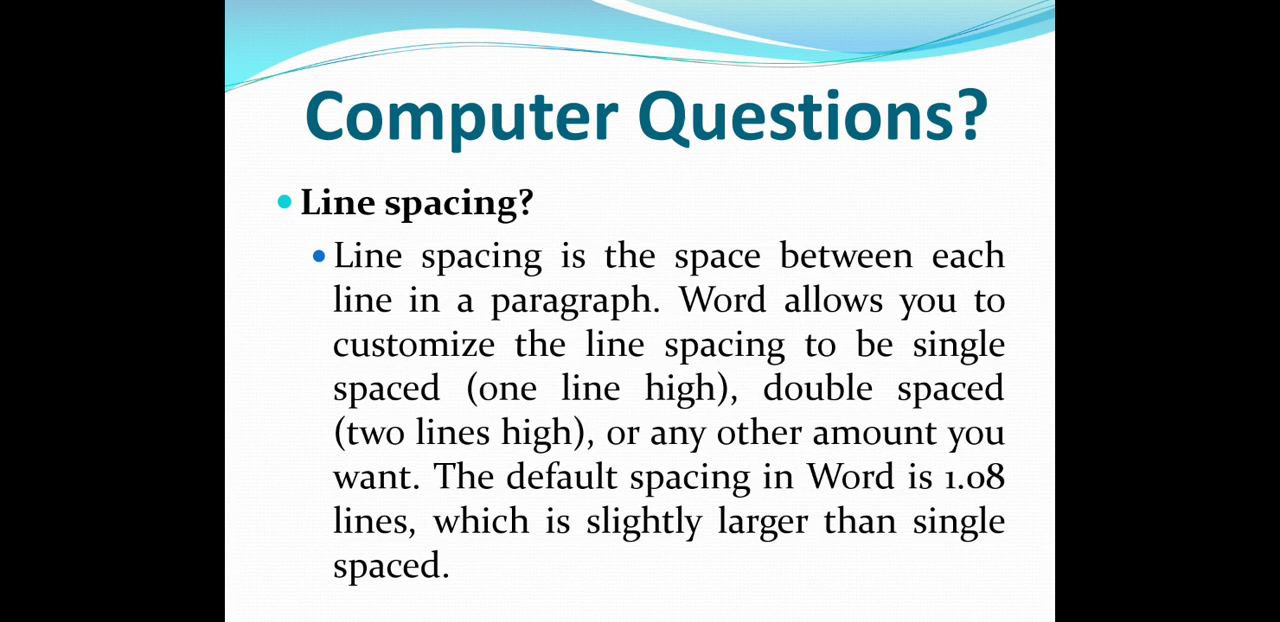 Computer Questions?
Line spacing?
Line spacing is the space between each
line in a paragraph. Word allows you to
customize the line spacing to be single
spaced (one line high), double spaced
(two lines high), or any other amount you
want. The default spacing in Word is 1.08
lines, which is slightly larger than single
spaced.